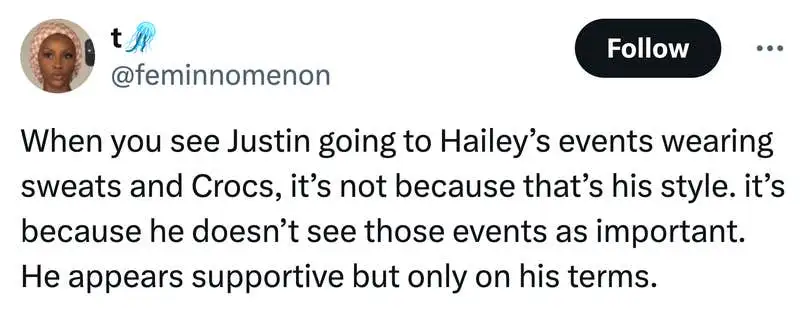 t🪼
@feminnomenon
Follow
When you see Justin going to Hailey’s events wearing
sweats and Crocs, it’s not because that’s his style. it’s
because he doesn’t see those events as important.
He appears supportive but only on his terms.